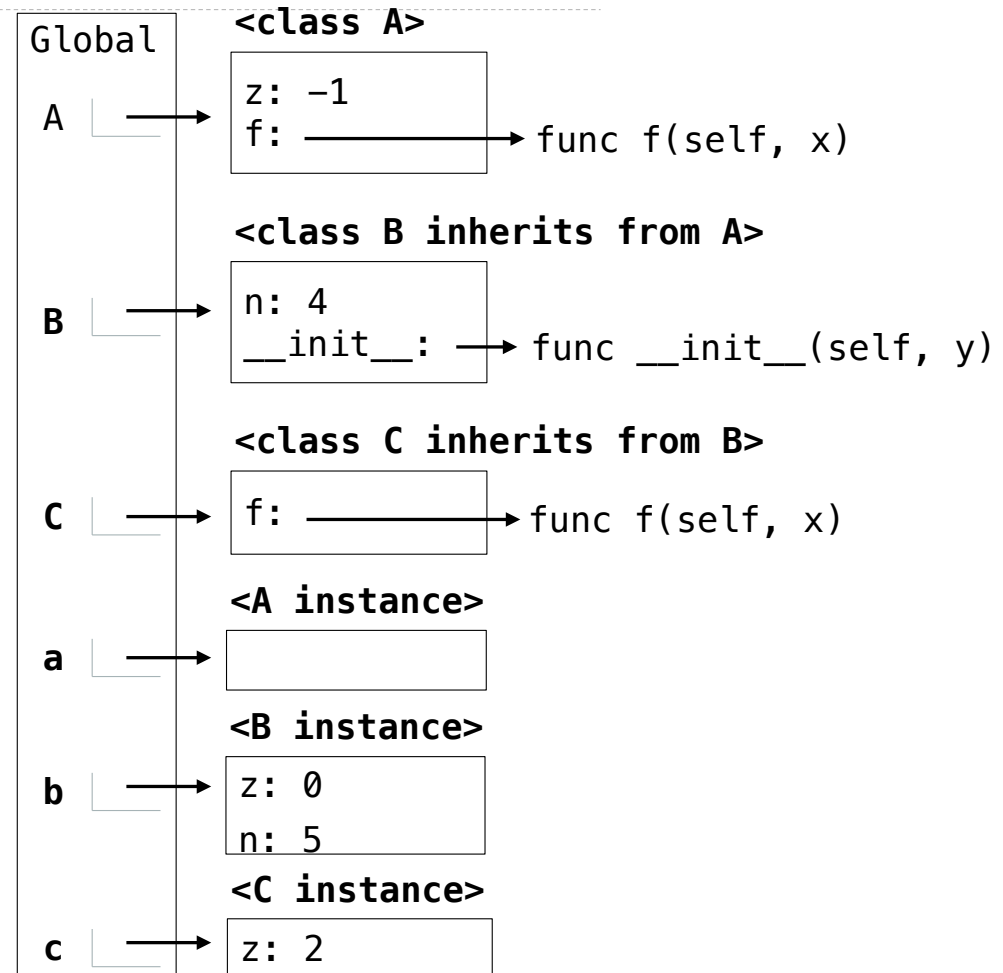 Global
<class A>
A
z: −1
f:
func f(self, x)
<class B inherits from A>
B
n: 4
__init__:
func __init__(self, y)
<class C inherits from B>
C
f:
func f(self, x)
<A instance>
a
<B instance>
b
z: 0
n: 5
<C instance>
c
z: 2